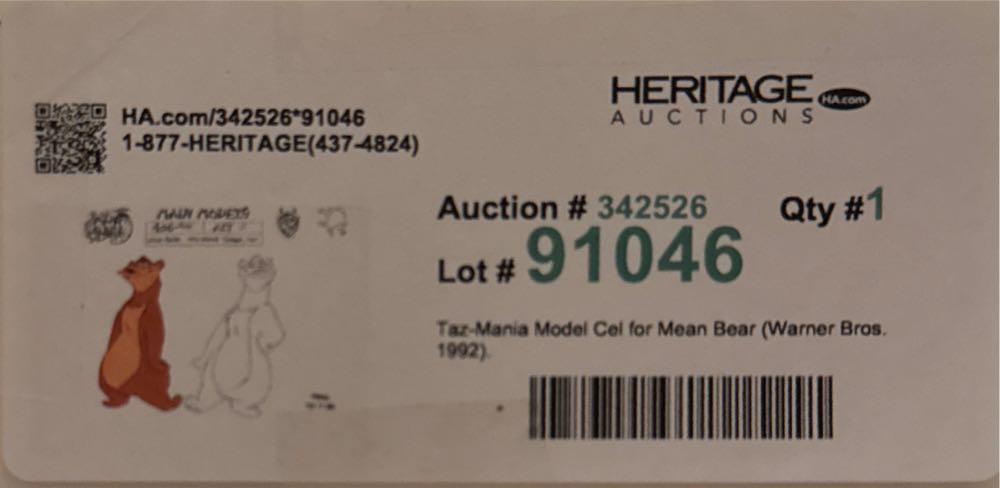 HA.com/342526*91046
1-877-HERITAGE(437-4824)
HERITAGE HA.com
AUCTIONS
MAIN MODELS
Auction # 342526 Qty #1
Lot # 91046
Taz-Mania Model Cel for Mean Bear (Warner Bros.
1992).